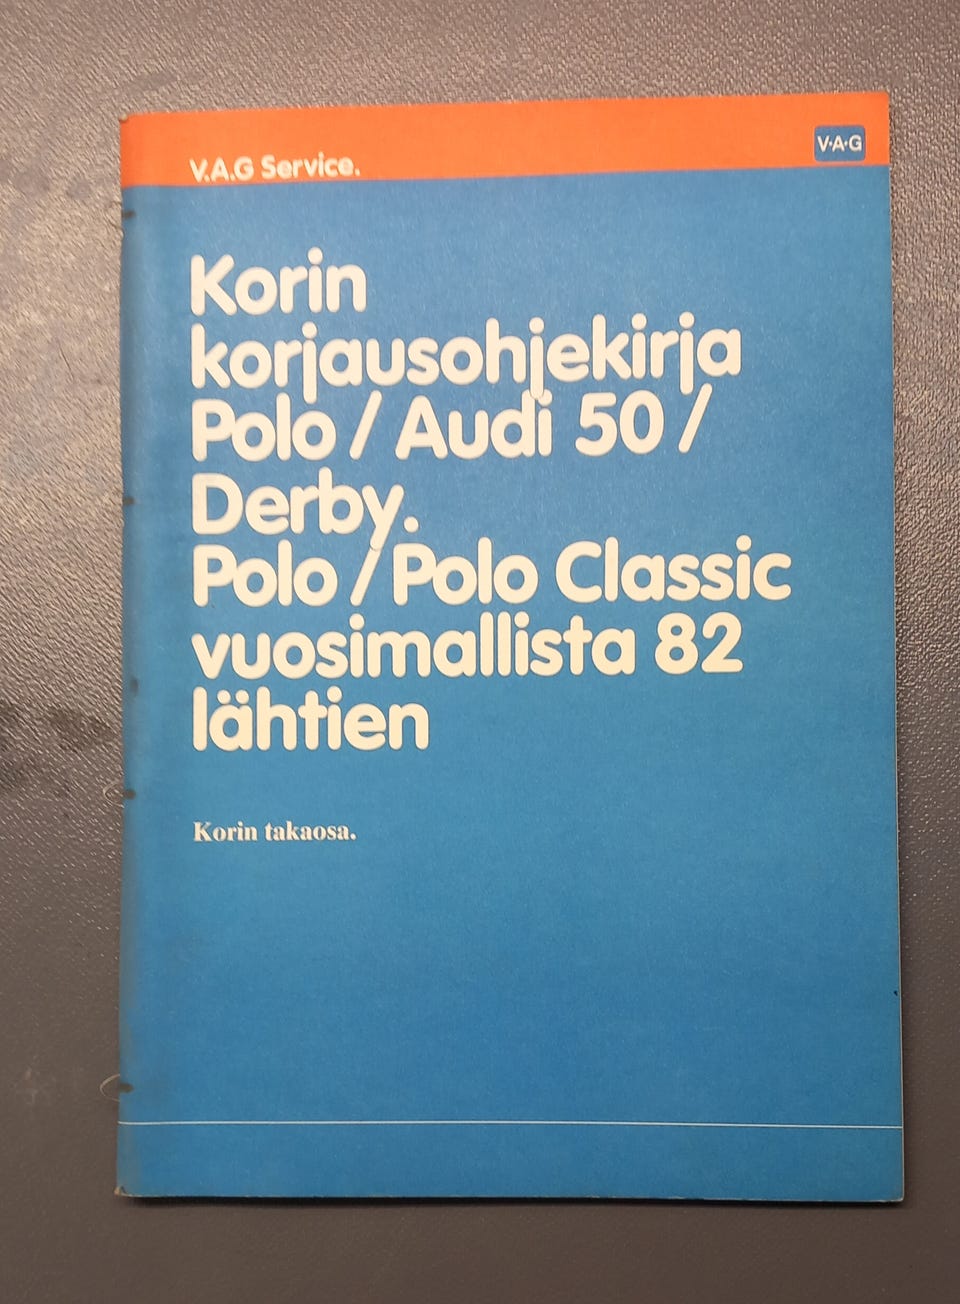 V.A.G Service.
V·A·G
Korin
korjausohjekirja
Polo / Audi 50 /
Derby.
Polo / Polo Classic
vuosimallista 82
lähtien
Korin takaosa.